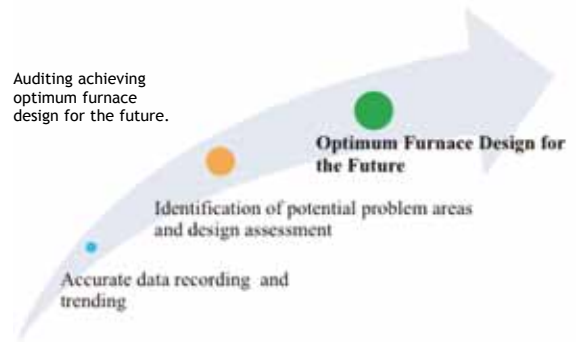 Auditing achieving
optimum furnace
design for the future.
Optimum Furnace Design for
the Future
Identification of potential problem areas
and design assessment
Accurate data recording and
trending